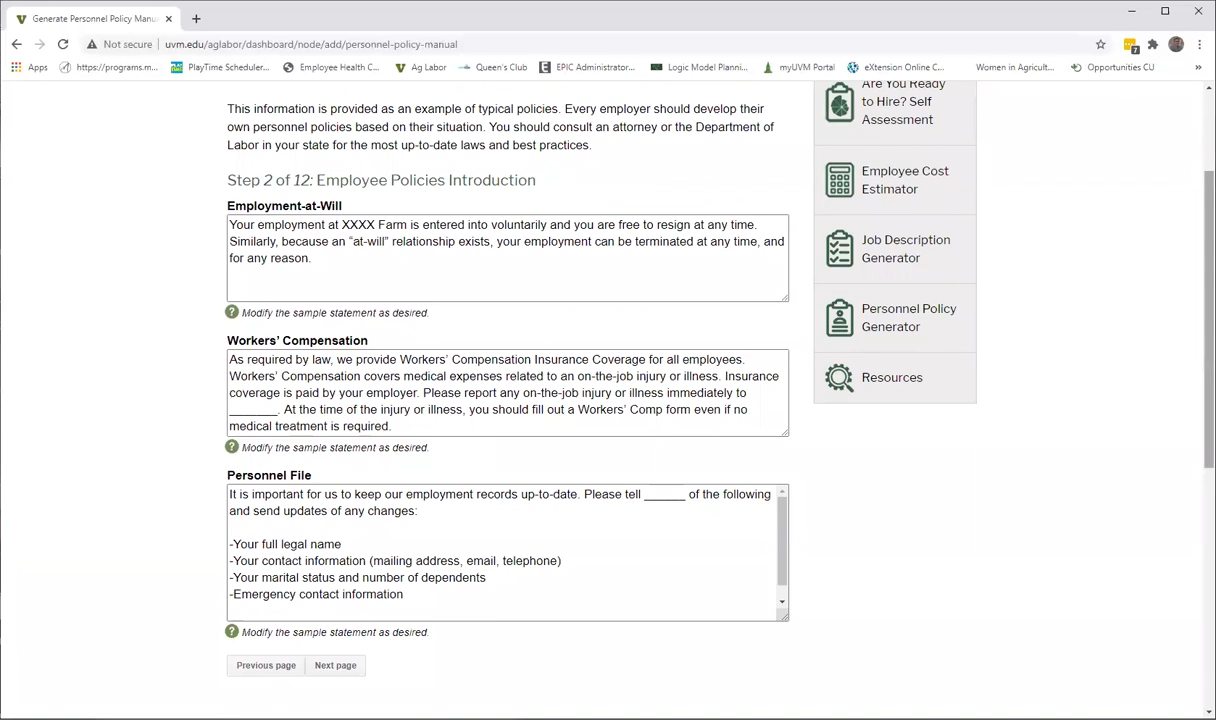 Generate Personnel Policy Manu
Not secure
uvm.edu/aglabor/dashboard/node/add/personnel-policy-manual
7
Apps
https://programs.m...
PlayTime Scheduler...
Employee Health C...
Ag Labor
Queen's Club
EPIC Administrator...
Logic Model Planni...
myUVM Portal
eXtension Online C...
Women in Agricult...
Opportunities CU
»
This information is provided as an example of typical policies. Every employer should develop their
own personnel policies based on their situation. You should consult an attorney or the Department of
Labor in your state for the most up-to-date laws and best practices.
Step 2 of 12: Employee Policies Introduction
Employment-at-Will
Your employment at XXXX Farm is entered into voluntarily and you are free to resign at any time.
Similarly, because an “at-will” relationship exists, your employment can be terminated at any time, and
for any reason.
? Modify the sample statement as desired.
Workers’ Compensation
As required by law, we provide Workers’ Compensation Insurance Coverage for all employees.
Workers’ Compensation covers medical expenses related to an on-the-job injury or illness. Insurance
coverage is paid by your employer. Please report any on-the-job injury or illness immediately to
_______. At the time of the injury or illness, you should fill out a Workers’ Comp form even if no
medical treatment is required.
? Modify the sample statement as desired.
Personnel File
It is important for us to keep our employment records up-to-date. Please tell ______ of the following
and send updates of any changes:
-Your full legal name
-Your contact information (mailing address, email, telephone)
-Your marital status and number of dependents
-Emergency contact information
? Modify the sample statement as desired.
Previous page
Next page
Are You Ready
to Hire? Self
Assessment
Employee Cost
Estimator
Job Description
Generator
Personnel Policy
Generator
Resources